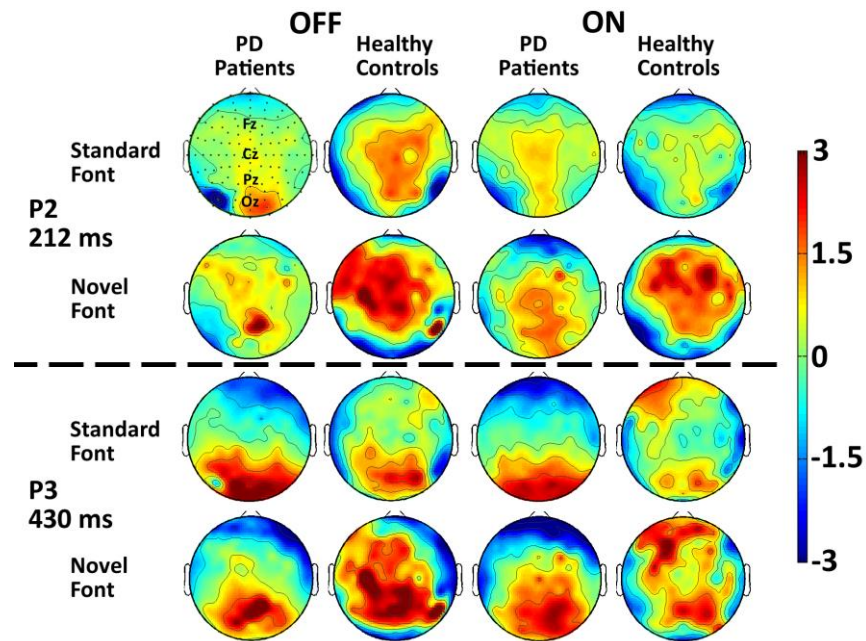 OFF ON
PD Patients Healthy Controls PD Patients Healthy Controls
Fz
Cz
Pz
Oz
Standard Font
P2
212 ms
Novel Font
Standard Font
P3
430 ms
Novel Font
3
1.5
0
-1.5
-3